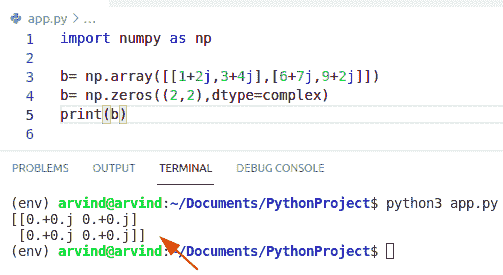 app.py ...
1 import numpy as np
2
3 b= np.array([[1+2j,3+4j],[6+7j,9+2j]])
4 b= np.zeros((2,2),dtype=complex)
5 print(b)
6
PROBLEMS OUTPUT TERMINAL DEBUG CONSOLE
(env) arvind@arvind:~/Documents/PythonProject$ python3 app.py
[[0.+0.j 0.+0.j]
 [0.+0.j 0.+0.j]]
(env) arvind@arvind:~/Documents/PythonProject$